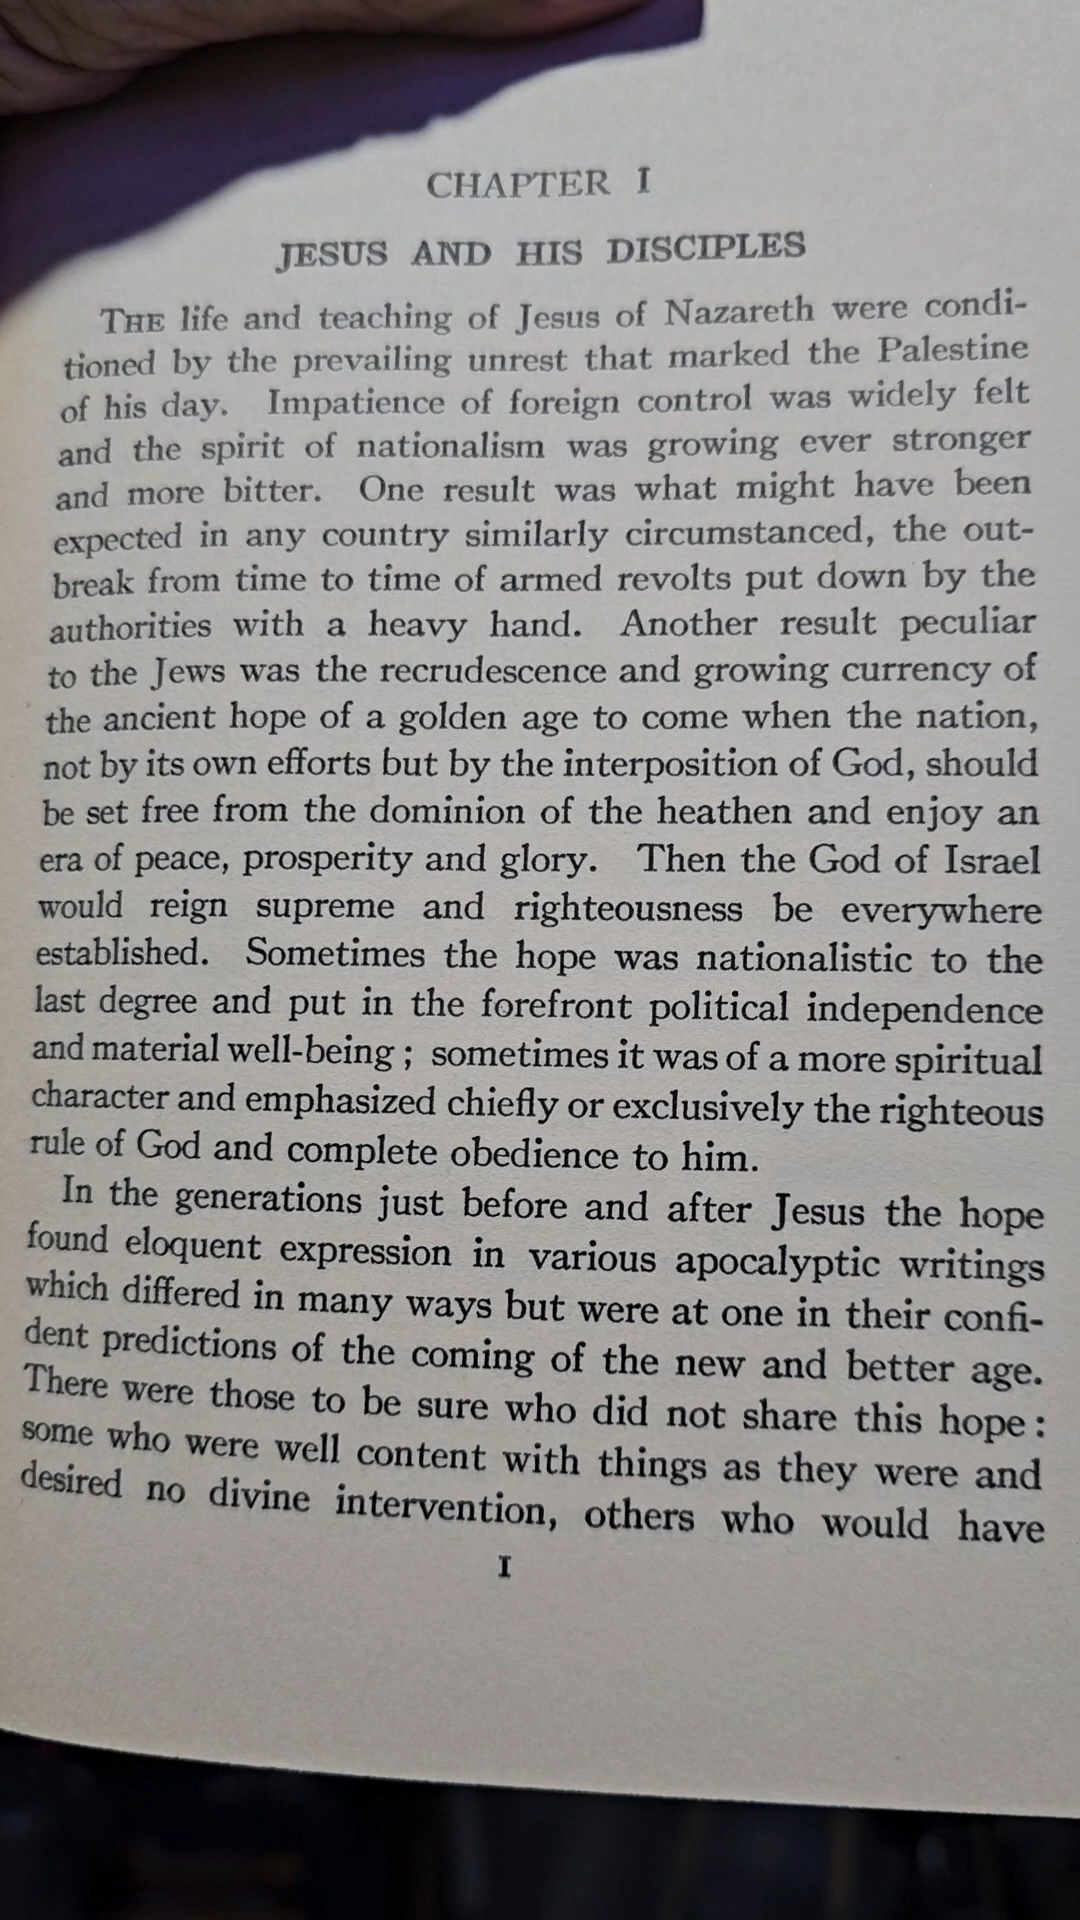 CHAPTER I
JESUS AND HIS DISCIPLES
THE life and teaching of Jesus of Nazareth were condi-
tioned by the prevailing unrest that marked the Palestine
of his day. Impatience of foreign control was widely felt
and the spirit of nationalism was growing ever stronger
and more bitter. One result was what might have been
expected in any country similarly circumstanced, the out-
break from time to time of armed revolts put down by the
authorities with a heavy hand. Another result peculiar
to the Jews was the recrudescence and growing currency of
the ancient hope of a golden age to come when the nation,
not by its own efforts but by the interposition of God, should
be set free from the dominion of the heathen and enjoy an
era of peace, prosperity and glory. Then the God of Israel
would reign supreme and righteousness be everywhere
established. Sometimes the hope was nationalistic to the
last degree and put in the forefront political independence
and material well-being ; sometimes it was of a more spiritual
character and emphasized chiefly or exclusively the righteous
rule of God and complete obedience to him.
In the generations just before and after Jesus the hope
found eloquent expression in various apocalyptic writings
which differed in many ways but were at one in their confi-
dent predictions of the coming of the new and better age.
There were those to be sure who did not share this hope :
some who were well content with things as they were and
desired no divine intervention, others who would have
I